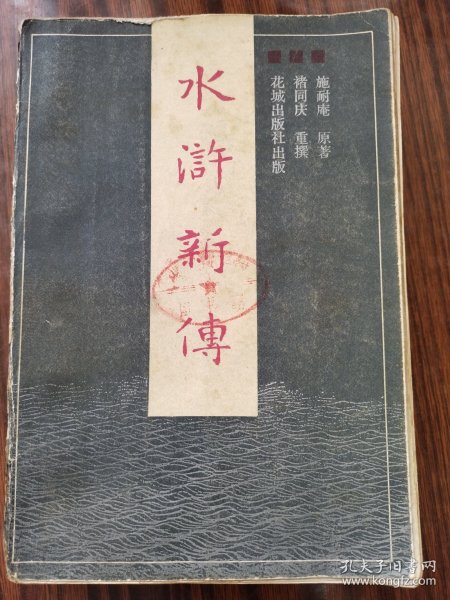 水滸新傳
施耐庵 原著
褚同庆 重撰
花城出版社出版
孔夫子旧书网
www.kongfz.com